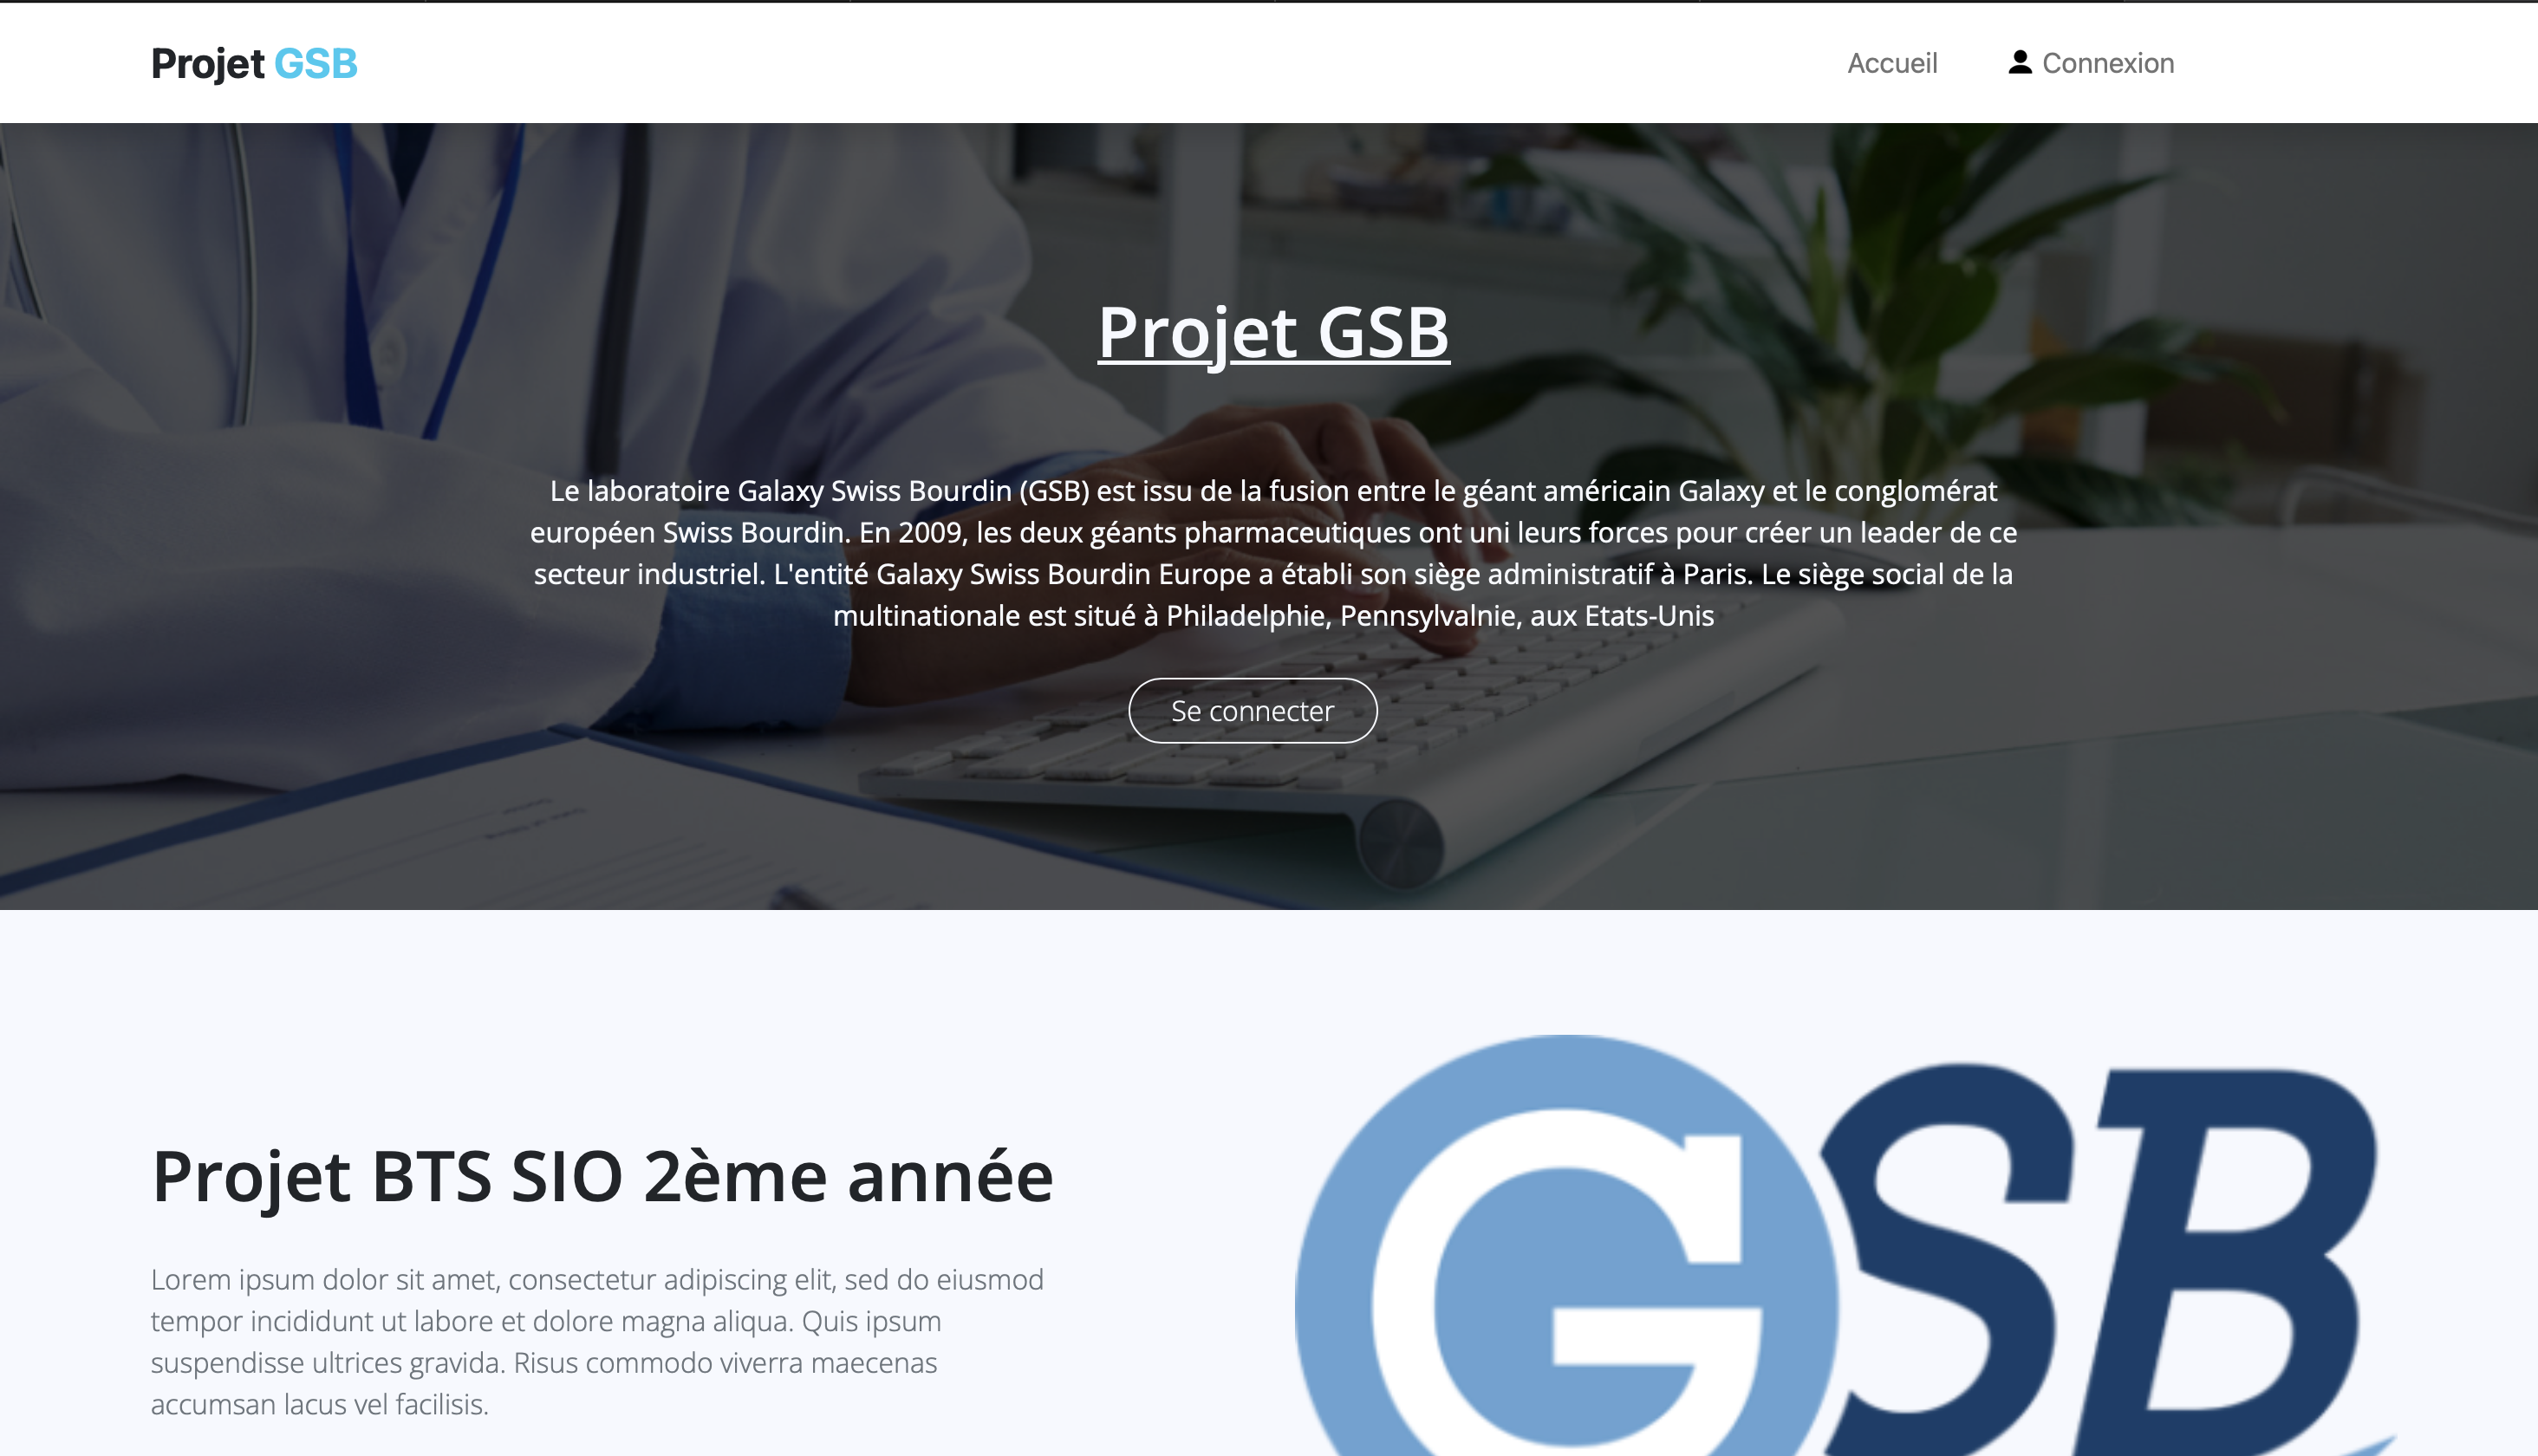 Projet GSB
Accueil
Connexion
Projet GSB
Le laboratoire Galaxy Swiss Bourdin (GSB) est issu de la fusion entre le géant américain Galaxy et le conglomérat
européen Swiss Bourdin. En 2009, les deux géants pharmaceutiques ont uni leurs forces pour créer un leader de ce
secteur industriel. L'entité Galaxy Swiss Bourdin Europe a établi son siège administratif à Paris. Le siège social de la
multinationale est situé à Philadelphie, Pennsylvalnie, aux Etats-Unis
Se connecter
Projet BTS SIO 2ème année
Lorem ipsum dolor sit amet, consectetur adipiscing elit, sed do eiusmod
tempor incididunt ut labore et dolore magna aliqua. Quis ipsum
suspendisse ultrices gravida. Risus commodo viverra maecenas
accumsan lacus vel facilisis.
GSB